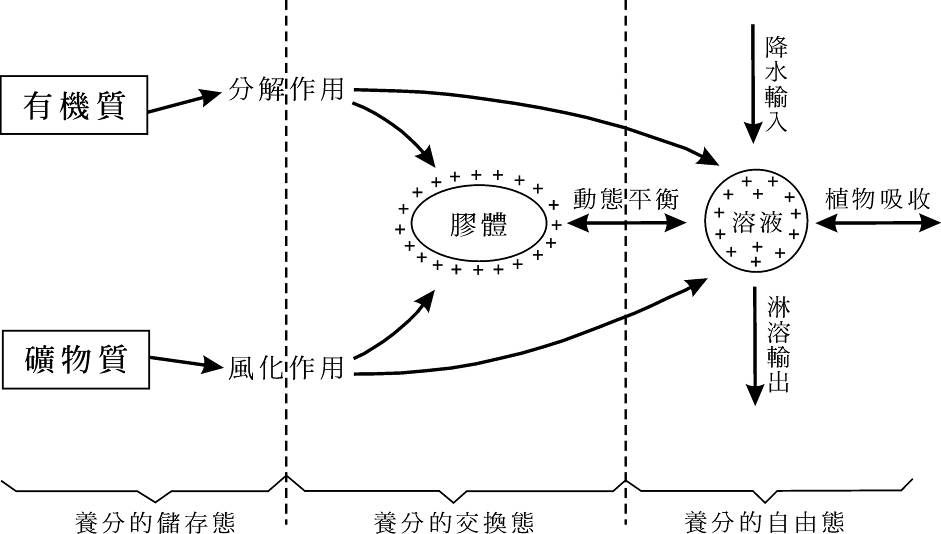 有機質
分解作用
降水輸入
膠體
動態平衡
溶液
植物吸收
礦物質
風化作用
淋溶輸出
養分的儲存態
養分的交換態
養分的自由態